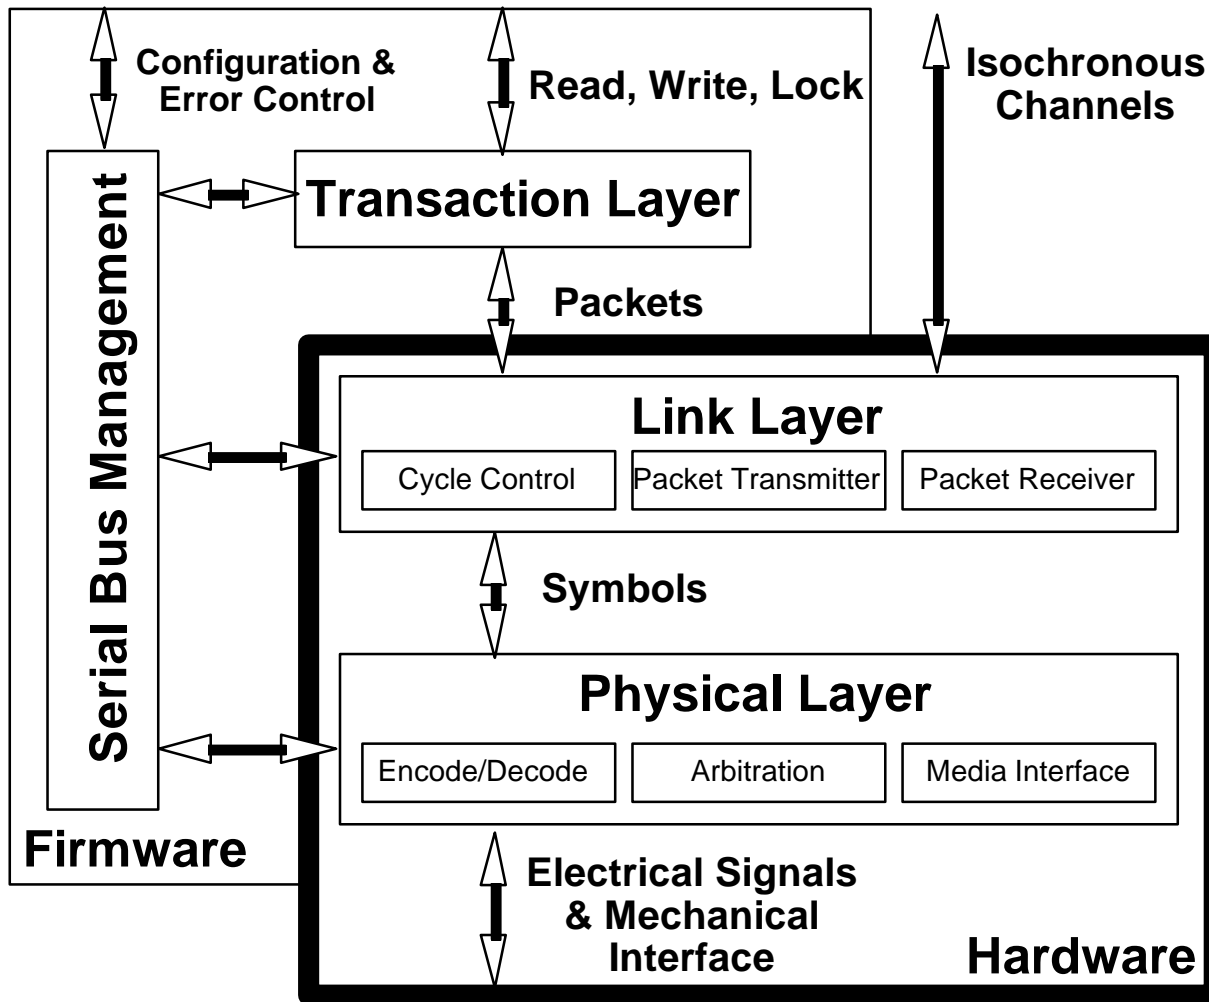 Configuration &
Error Control
Read, Write, Lock
Isochronous
Channels
Serial Bus Management
Transaction Layer
Packets
Link Layer
Cycle Control
Packet Transmitter
Packet Receiver
Symbols
Physical Layer
Encode/Decode
Arbitration
Media Interface
Firmware
Electrical Signals
& Mechanical
Interface
Hardware